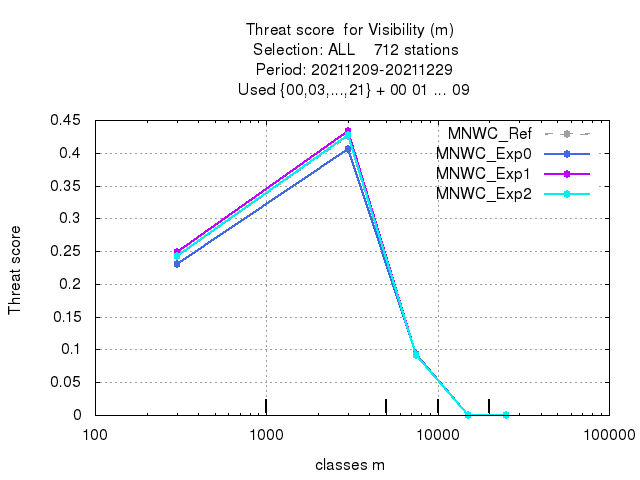 Threat score  for Visibility (m)
Selection: ALL    712 stations
Period: 20211209-20211229
Used {00,03,...,21} + 00 01 ... 09
MNWC_Ref
MNWC_Exp0
MNWC_Exp1
MNWC_Exp2
0.45
0.4
0.35
0.3
0.25
0.2
0.15
0.1
0.05
0
Threat score
100
1000
10000
100000
classes m